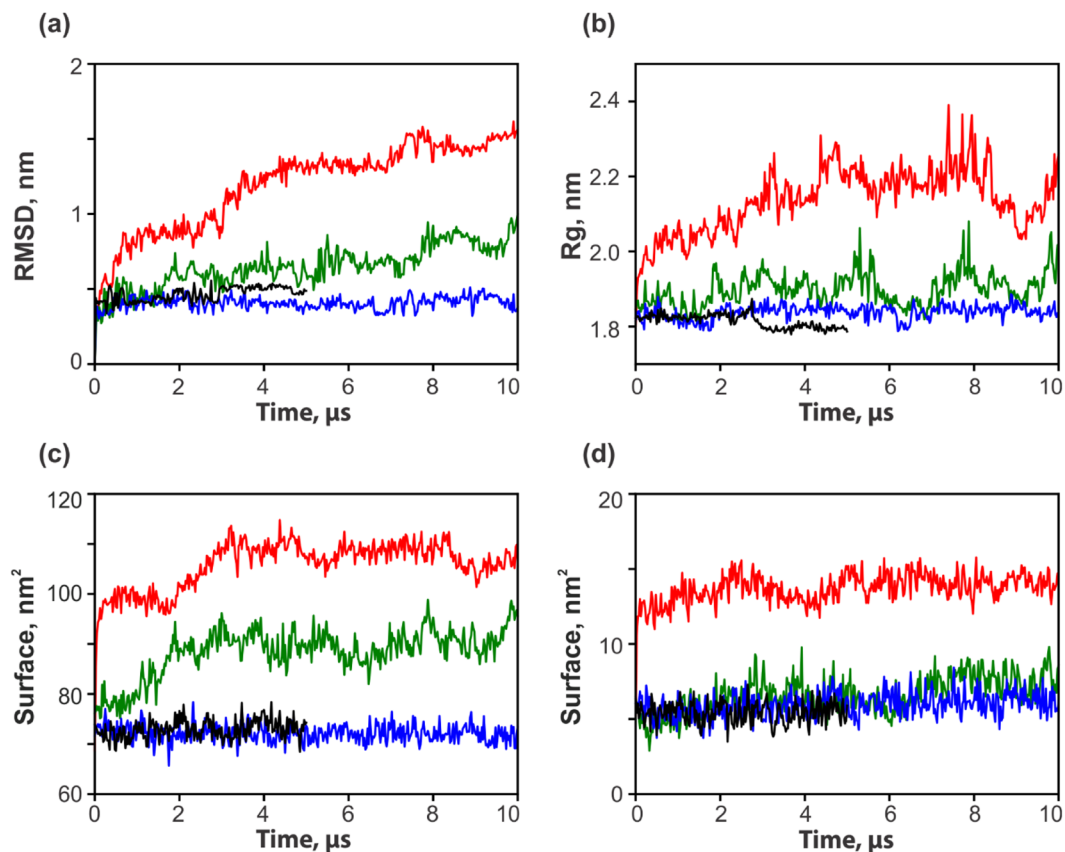 (a)
2
1
0
RMSD, nm
0 2 4 6 8 10
Time, µs
(b)
2.4
2.2
2.0
1.8
Rg, nm
0 2 4 6 8 10
Time, µs
(c)
120
100
80
60
Surface, nm²
0 2 4 6 8 10
Time, µs
(d)
20
10
0
Surface, nm²
0 2 4 6 8 10
Time, µs